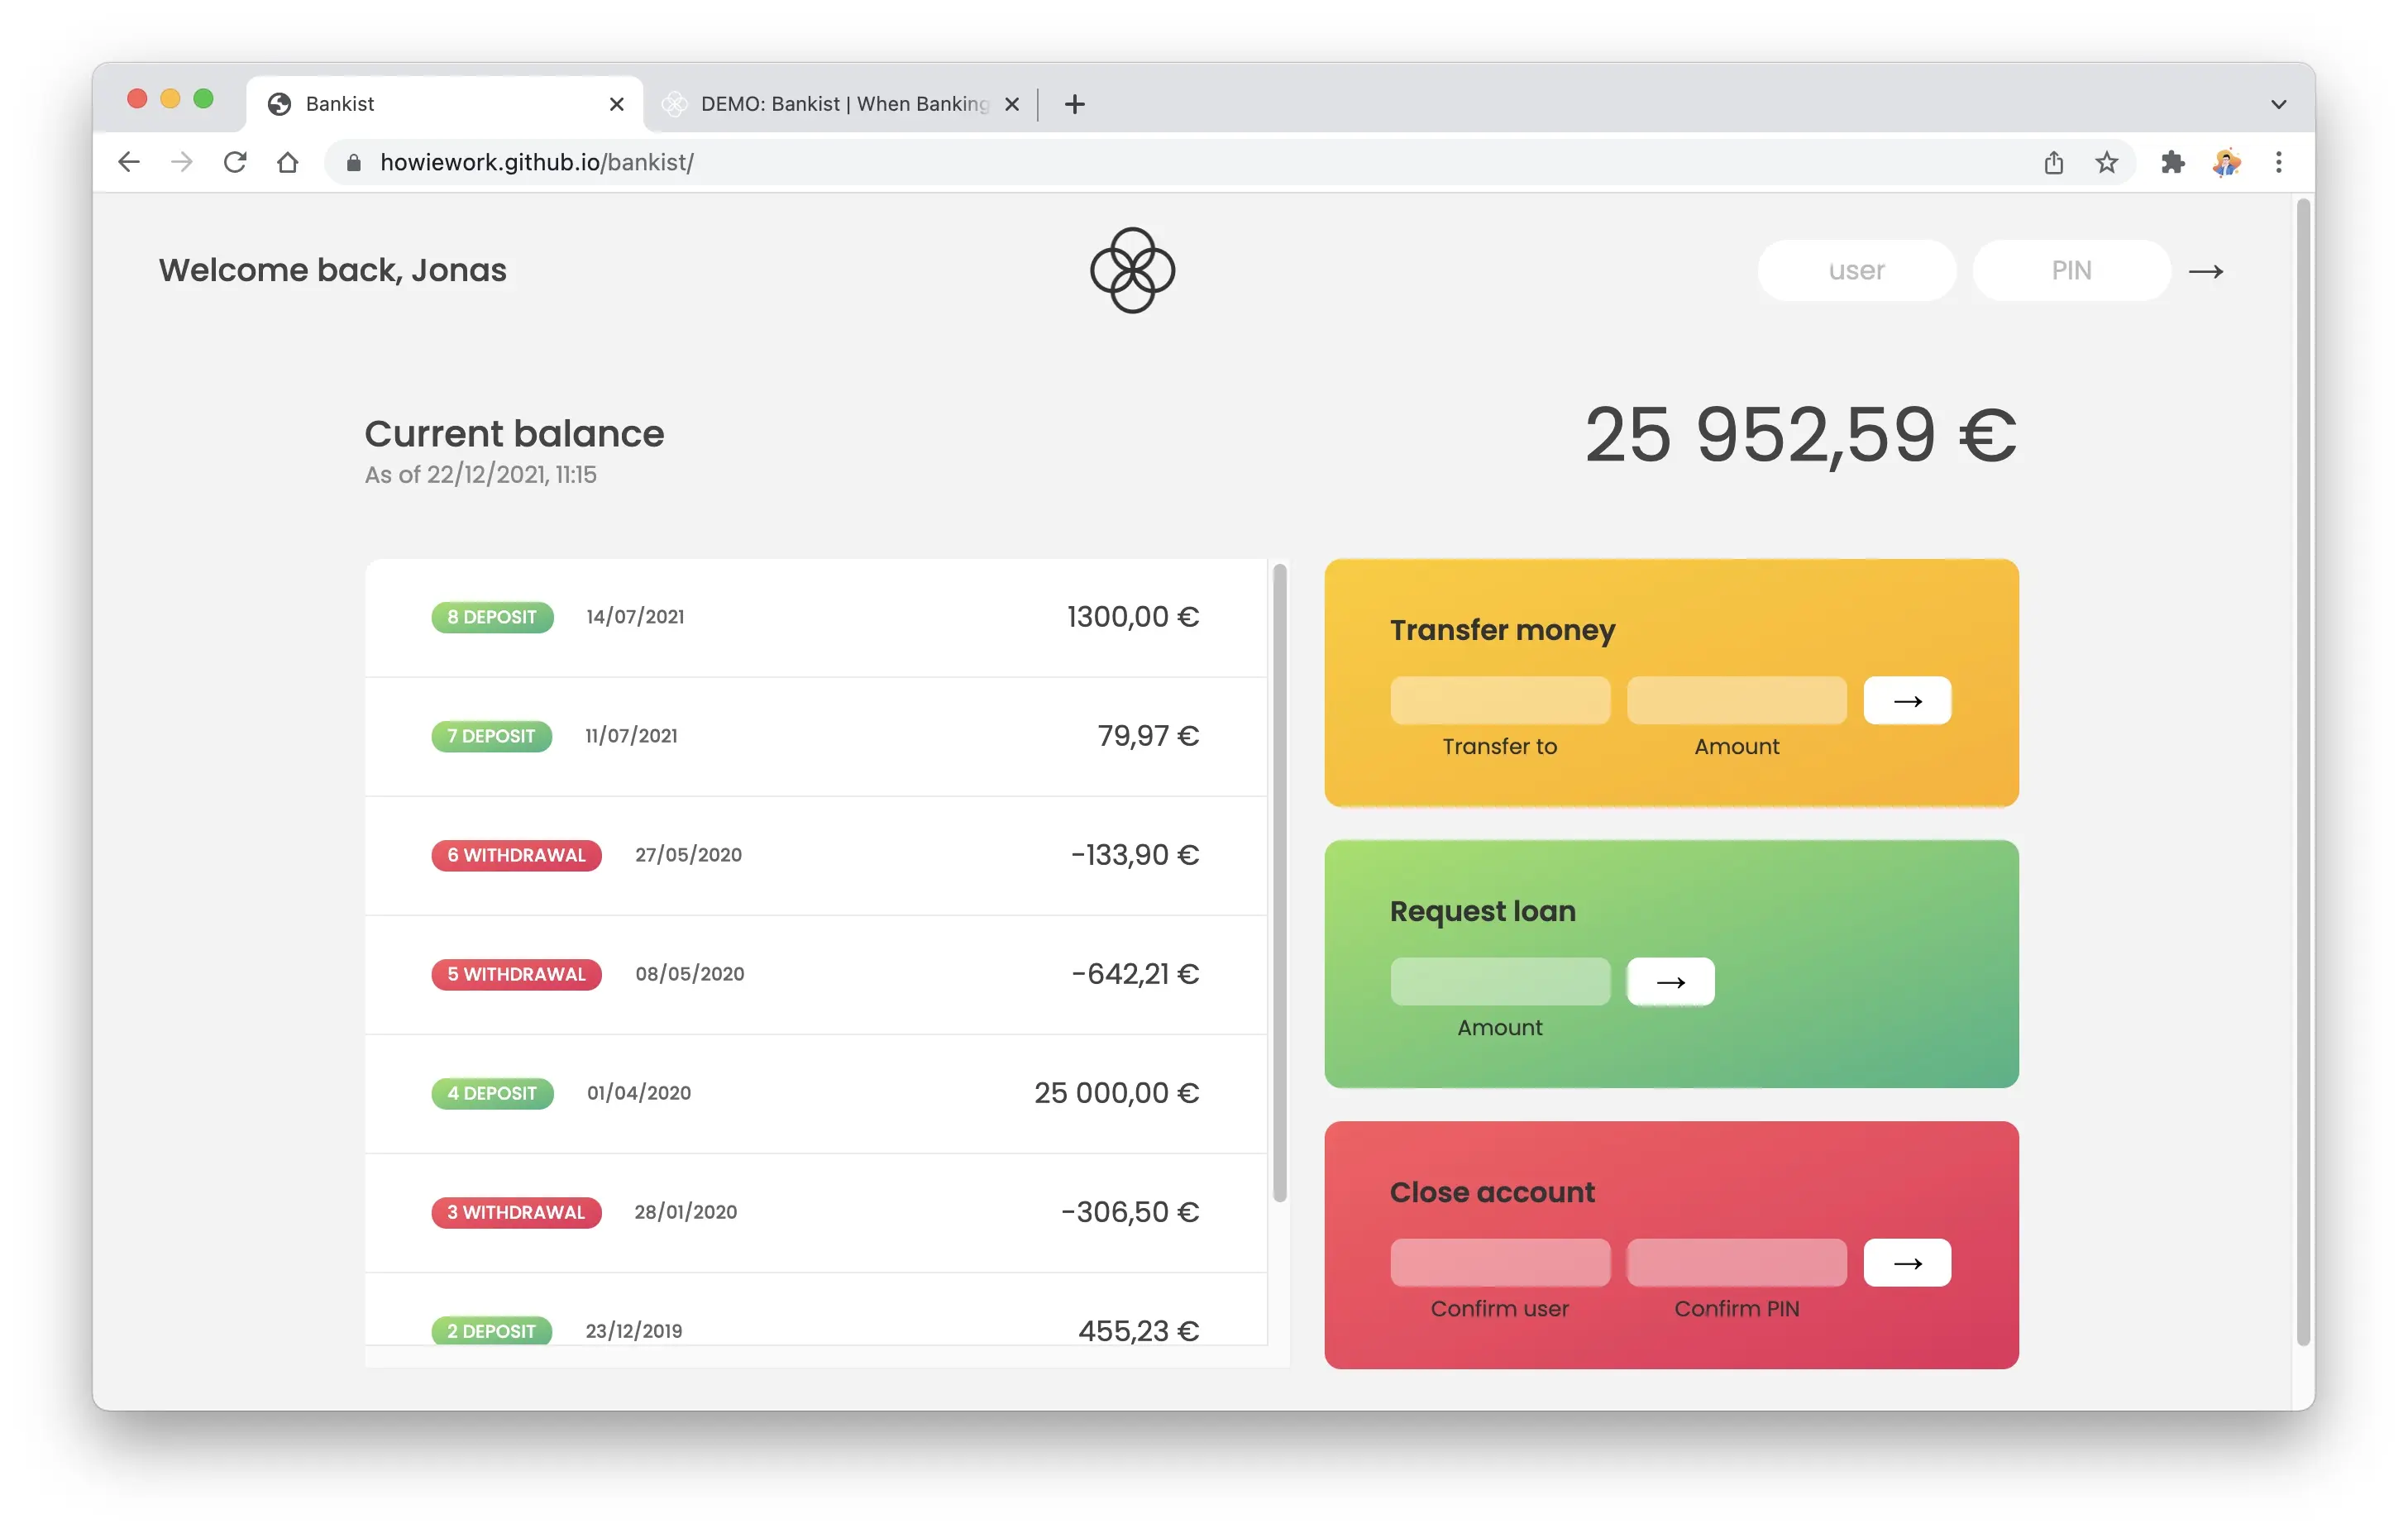 Bankist
DEMO: Bankist | When Banking
howiework.github.io/bankist/
Welcome back, Jonas
user
PIN
→
Current balance
As of 22/12/2021, 11:15
25 952,59 €
8 DEPOSIT 14/07/2021 1300,00 €
7 DEPOSIT 11/07/2021 79,97 €
6 WITHDRAWAL 27/05/2020 -133,90 €
5 WITHDRAWAL 08/05/2020 -642,21 €
4 DEPOSIT 01/04/2020 25 000,00 €
3 WITHDRAWAL 28/01/2020 -306,50 €
2 DEPOSIT 23/12/2019 455,23 €
Transfer money
→
Transfer to Amount
Request loan
→
Amount
Close account
→
Confirm user Confirm PIN